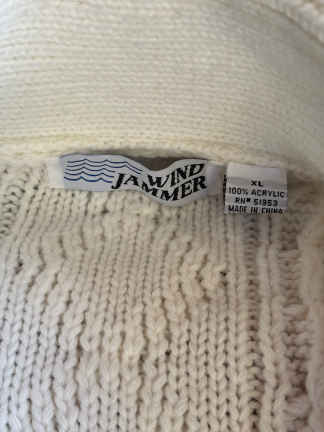 WIND
JAMMER
XL
100% ACRYLIC
RN# 51953
MADE IN CHINA